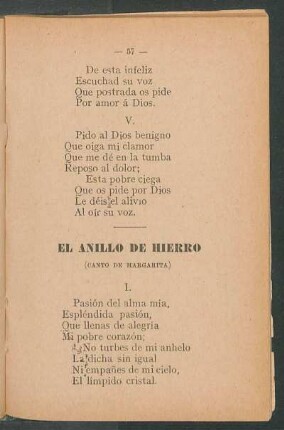 — 57 —
De esta infeliz
Escuchad su voz
Que postrada os pide
Por amor á Dios.
V.
Pido al Dios benigno
Que oiga mi clamor
Que me dé en la tumba
Reposo al dolor;
Esta pobre ciega
Que os pide por Dios
Le déis el alivio
Al oir su voz.
EL ANILLO DE HIERRO
(CANTO DE MARGARITA)
I.
Pasión del alma mia,
Espléndida pasión,
Que llenas de alegria
Mi pobre corazón;
No turbes de mi anhelo
La dicha sin igual
Ni empañes de mi cielo,
El límpido cristal.